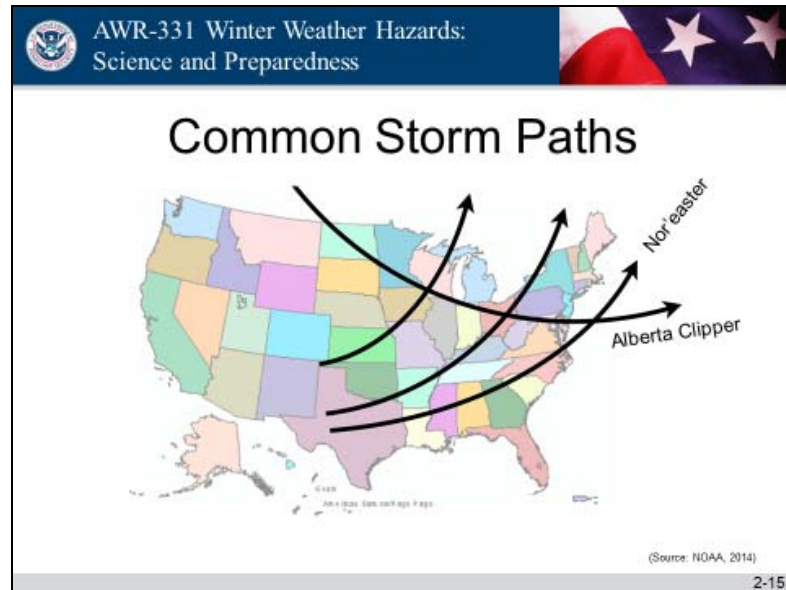 AWR-331 Winter Weather Hazards:
Science and Preparedness
Common Storm Paths
Nor'easter
Alberta Clipper
(Source: NOAA, 2014)
2-15